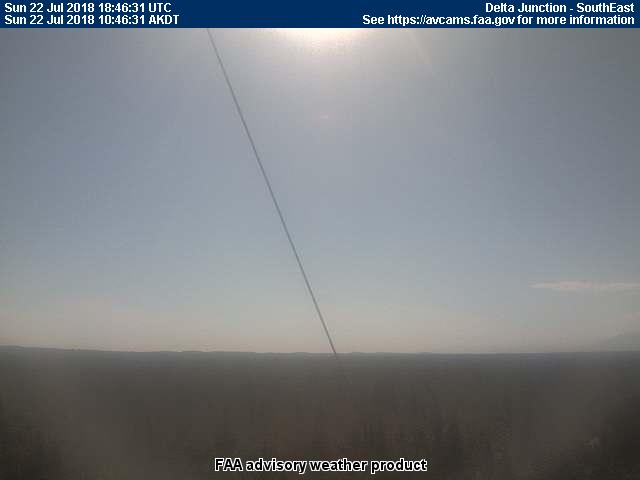 Sun 22 Jul 2018 18:46:31 UTC Delta Junction - SouthEast
Sun 22 Jul 2018 10:46:31 AKDT See https://avcams.faa.gov for more information
FAA advisory weather product